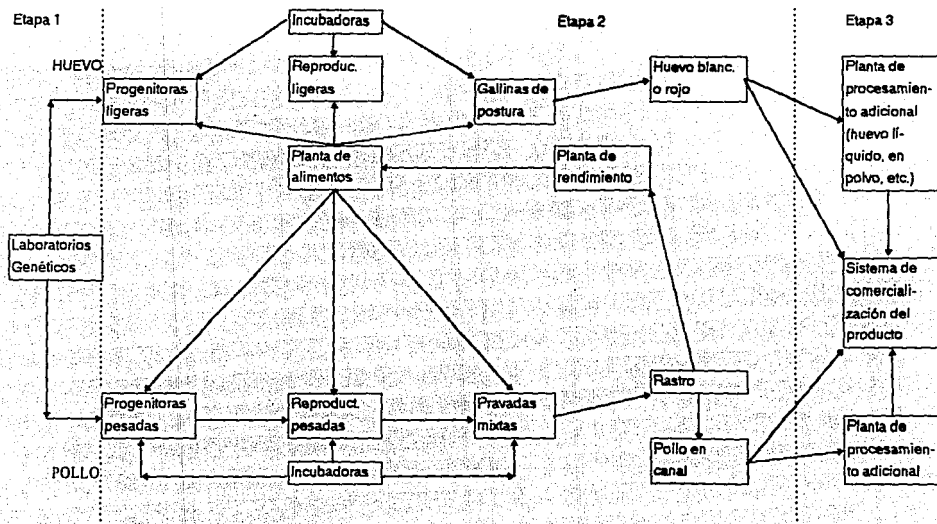 Etapa 1
Etapa 2
Etapa 3
Incubadoras
HUEVO
Progenitoras
ligeras
Reproduc.
ligeras
Gallinas de
postura
Huevo blanc.
o rojo
Planta de
procesamien-
to adicional
(huevo lí-
quido, en
polvo, etc.)
Planta de
alimentos
Planta de
rendimiento
Laboratorios
Genéticos
Sistema de
comerciali-
zación del
producto
Rastro
Progenitoras
pesadas
Reproduct.
pesadas
Pravadas
mixtas
Pollo en
canal
Planta de
procesamien-
to adicional
POLLO
Incubadoras